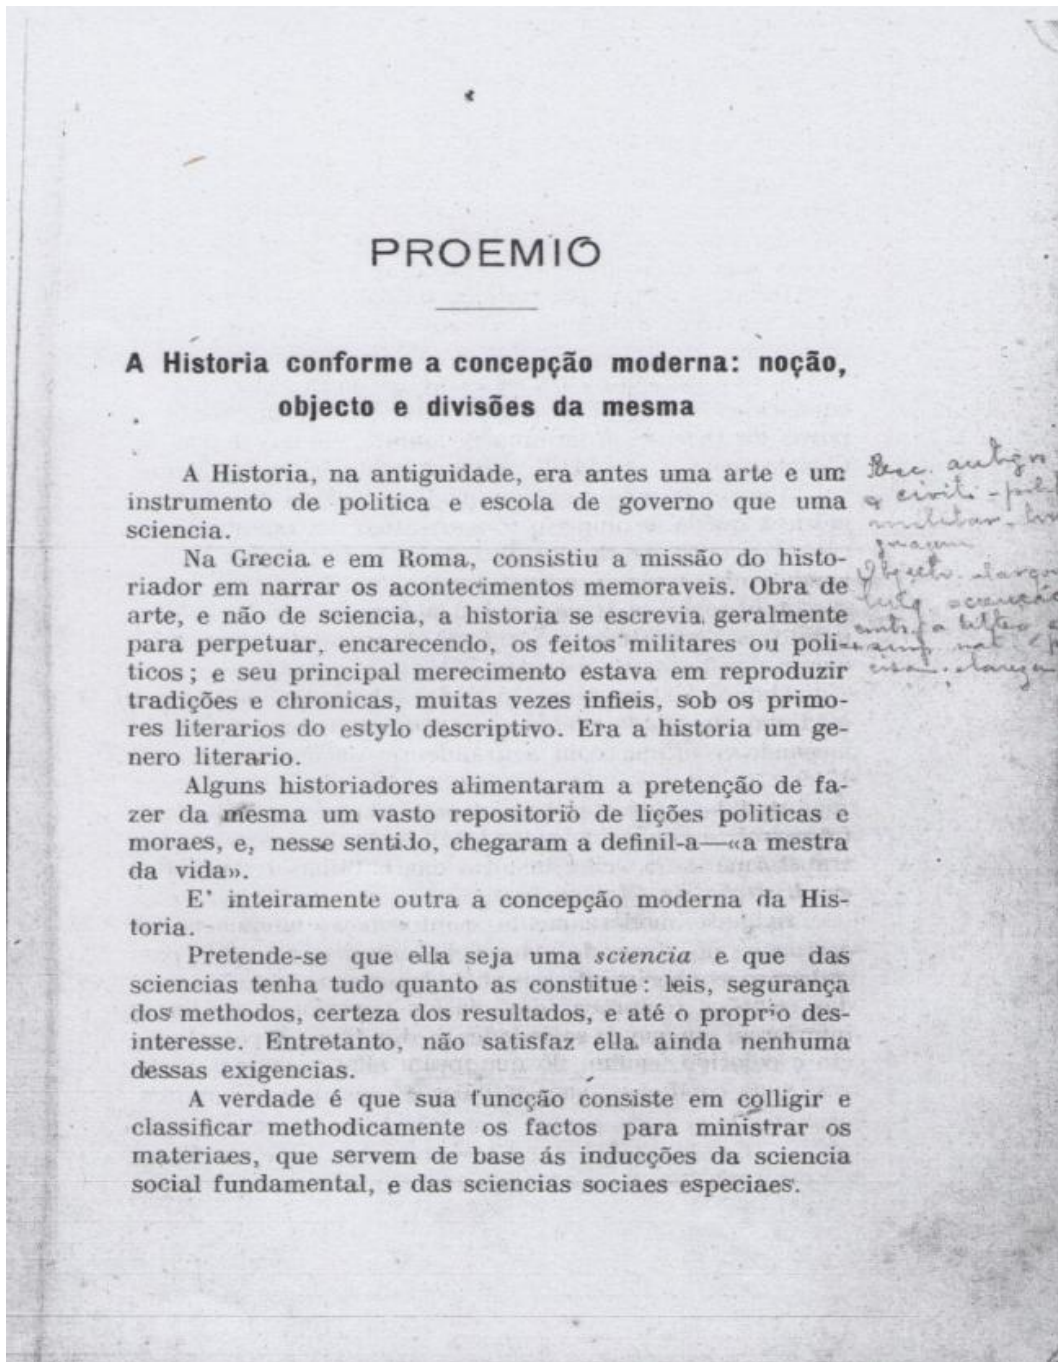 PROEMIO
A Historia conforme a concepção moderna: noção,
objecto e divisões da mesma
A Historia, na antiguidade, era antes uma arte e um
instrumento de politica e escola de governo que uma
sciencia.
Na Grecia e em Roma, consistiu a missão do histo-
riador em narrar os acontecimentos memoraveis. Obra de
arte, e não de sciencia, a historia se escrevia geralmente
para perpetuar, encarecendo, os feitos militares ou poli-
ticos; e seu principal merecimento estava em reproduzir
tradições e chronicas, muitas vezes infieis, sob os primo-
res literarios do estylo descriptivo. Era a historia um ge-
nero literario.
Alguns historiadores alimentaram a pretenção de fa-
zer da mesma um vasto repositorio de lições politicas e
moraes, e, nesse sentido, chegaram a definil-a—«a mestra
da vida».
E' inteiramente outra a concepção moderna da His-
toria.
Pretende-se que ella seja uma sciencia e que das
sciencias tenha tudo quanto as constitue: leis, segurança
dos methodos, certeza dos resultados, e até o proprio des-
interesse. Entretanto, não satisfaz ella ainda nenhuma
dessas exigencias.
A verdade é que sua funcção consiste em colligir e
classificar methodicamente os factos para ministrar os
materiaes, que servem de base ás inducções da sciencia
social fundamental, e das sciencias sociaes especiaes.
antigos
militar